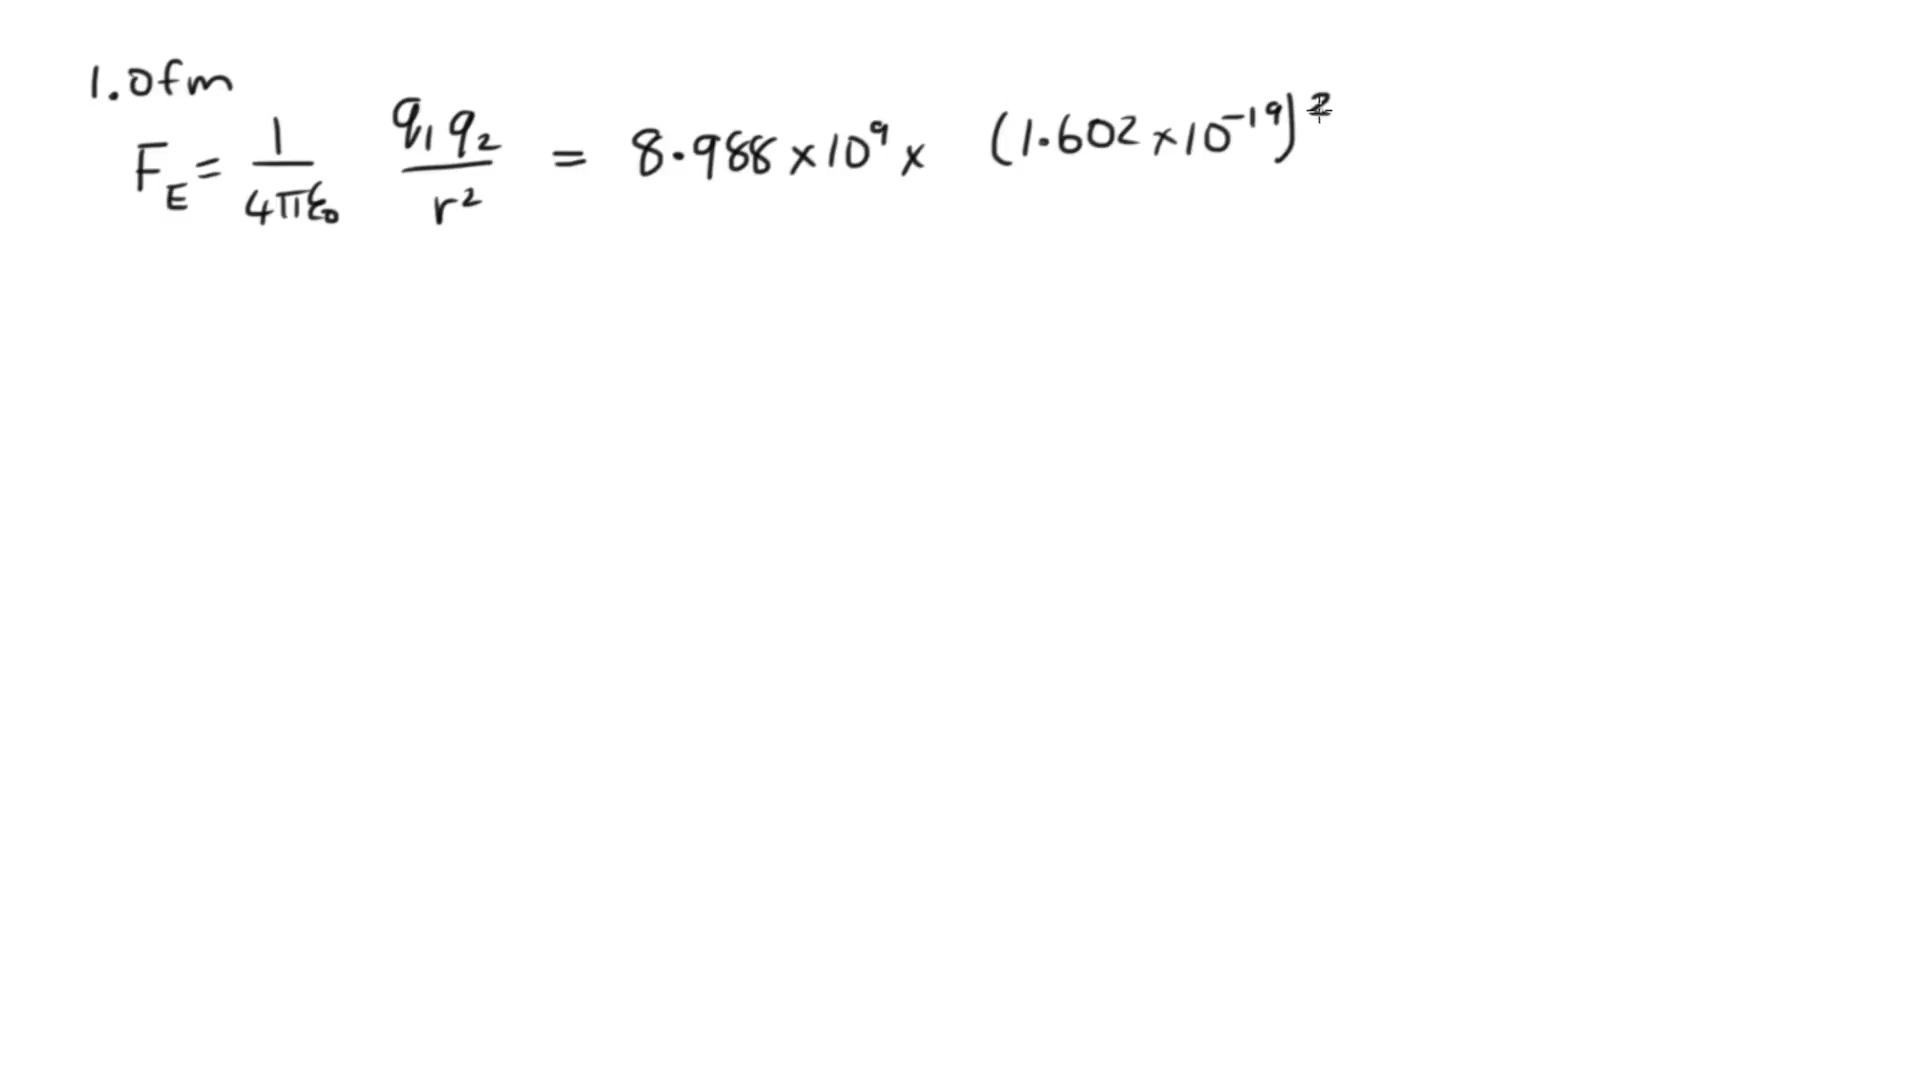 1.0fm
F_E = 1/4πε₀ q₁q₂/r² = 8.988 × 10⁹ × (1.602 × 10⁻¹⁹)²